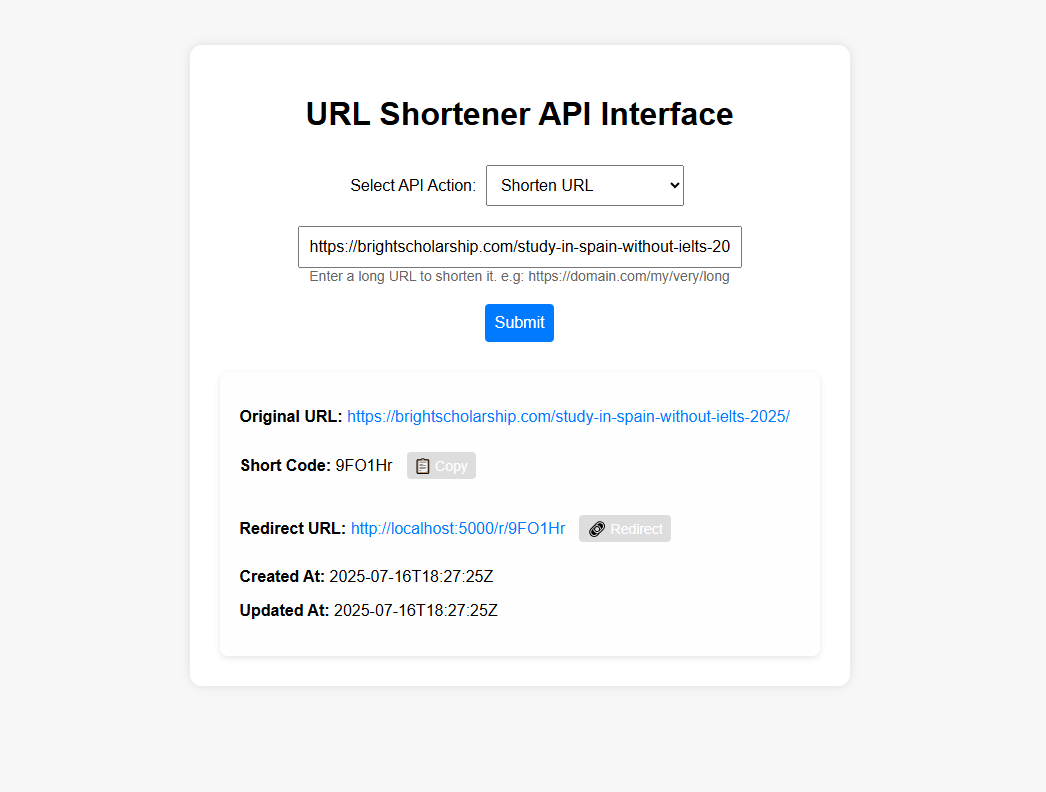 URL Shortener API Interface
Select API Action: Shorten URL
https://brightscholarship.com/study-in-spain-without-ielts-20
Enter a long URL to shorten it. e.g: https://domain.com/my/very/long
Submit
Original URL: https://brightscholarship.com/study-in-spain-without-ielts-2025/
Short Code: 9FO1Hr Copy
Redirect URL: http://localhost:5000/r/9FO1Hr Redirect
Created At: 2025-07-16T18:27:25Z
Updated At: 2025-07-16T18:27:25Z